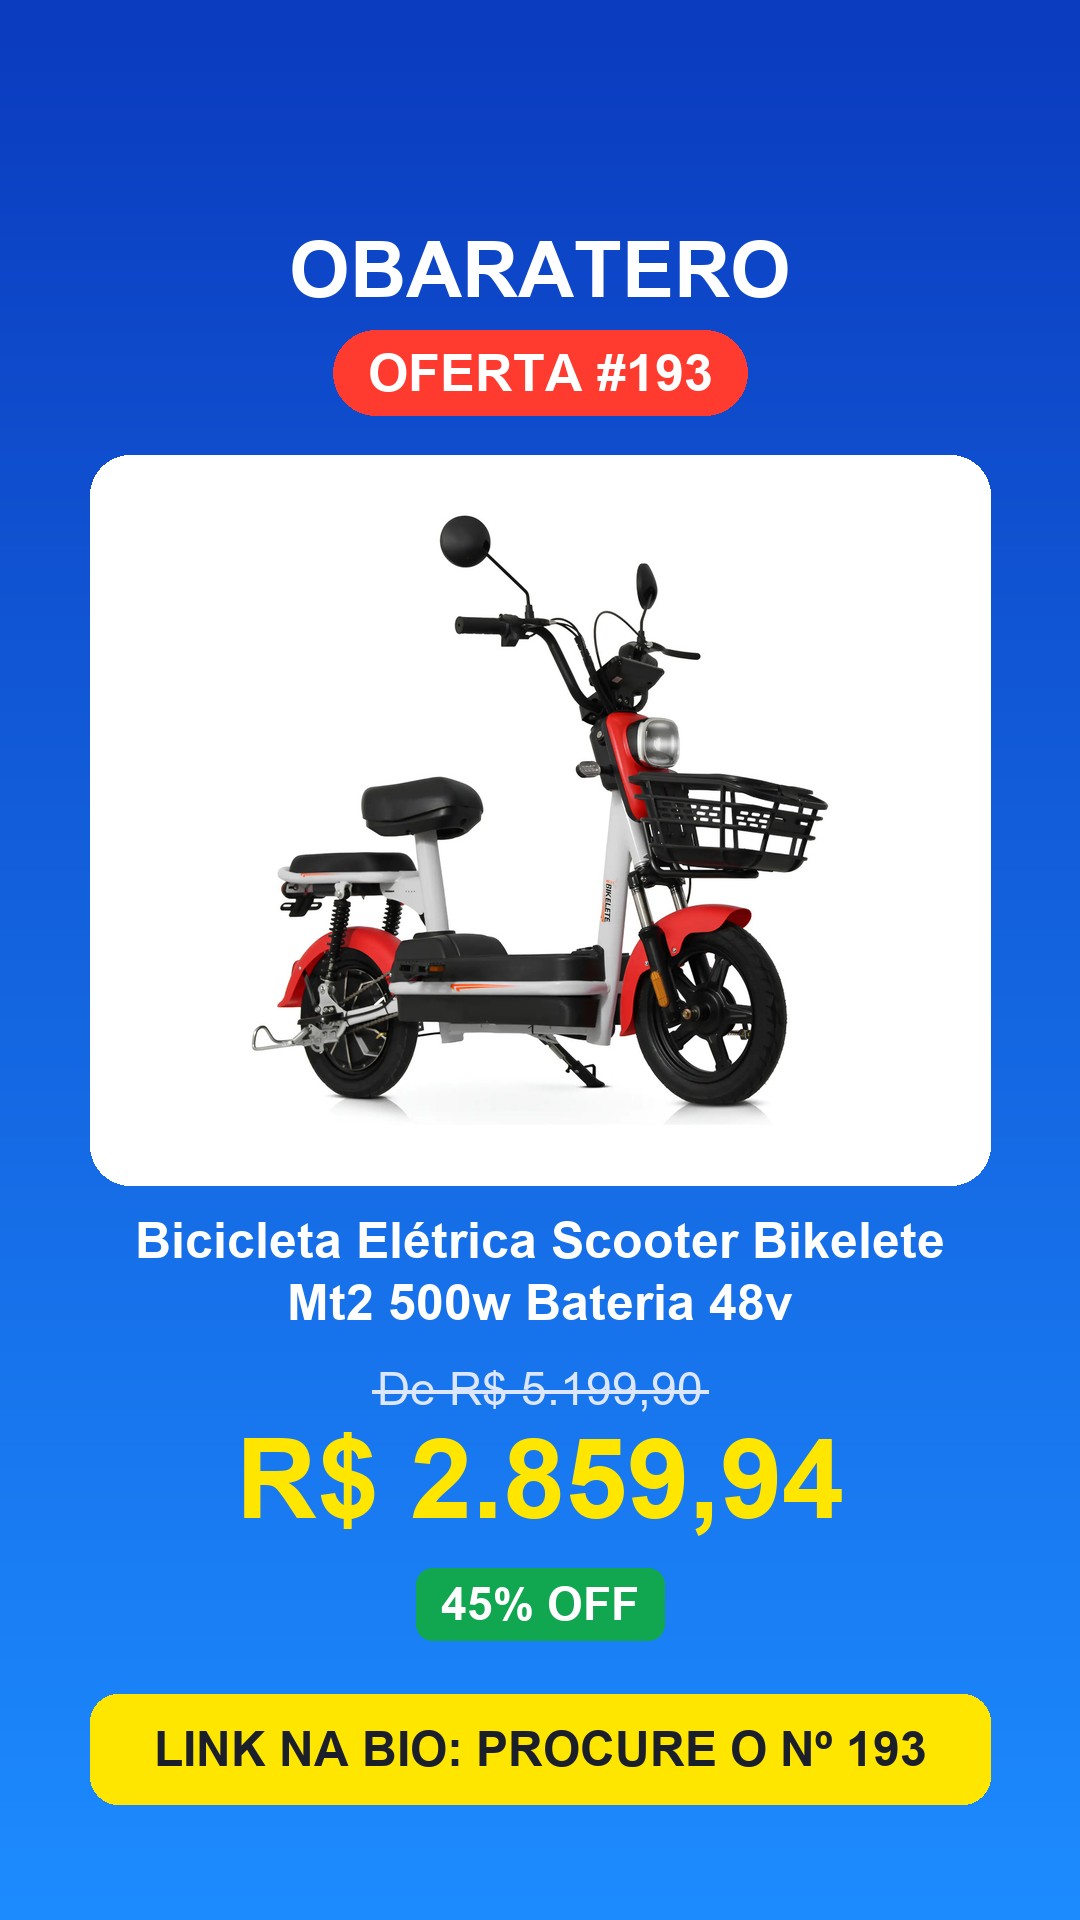 OBARATERO
OFERTA #193
BIKELETE
Bicicleta Elétrica Scooter Bikelete
Mt2 500w Bateria 48v
De R$ 5.199,90
R$ 2.859,94
45% OFF
LINK NA BIO: PROCURE O Nº 193